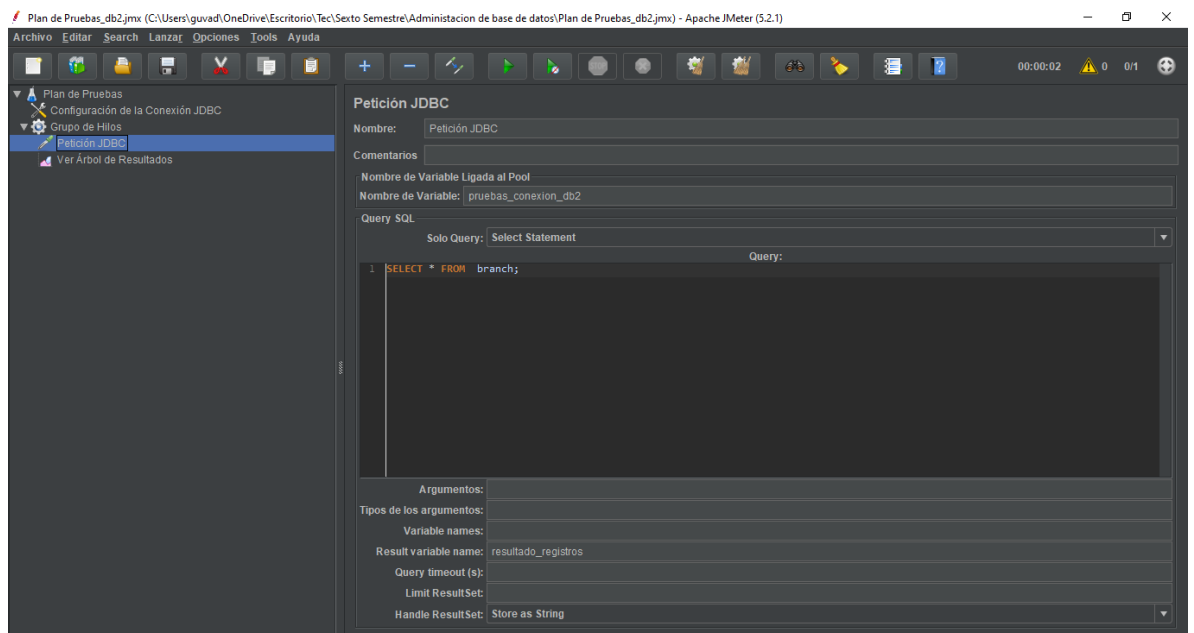 Plan de Pruebas_db2.jmx (C:\Users\guvad\OneDrive\Escritorio\Tec\Sexto Semestre\Administacion de base de datos\Plan de Pruebas_db2.jmx) - Apache JMeter (5.2.1)
Archivo Editar Search Lanzar Opciones Tools Ayuda
00:00:02 0 0/1
Plan de Pruebas
Configuración de la Conexión JDBC
Grupo de Hilos
Petición JDBC
Ver Árbol de Resultados
Petición JDBC
Nombre: Petición JDBC
Comentarios
Nombre de Variable Ligada al Pool
Nombre de Variable: pruebas_conexion_db2
Query SQL
Solo Query: Select Statement
Query:
1 SELECT * FROM branch;
Argumentos:
Tipos de los argumentos:
Variable names:
Result variable name: resultado_registros
Query timeout (s):
Limit ResultSet:
Handle ResultSet: Store as String